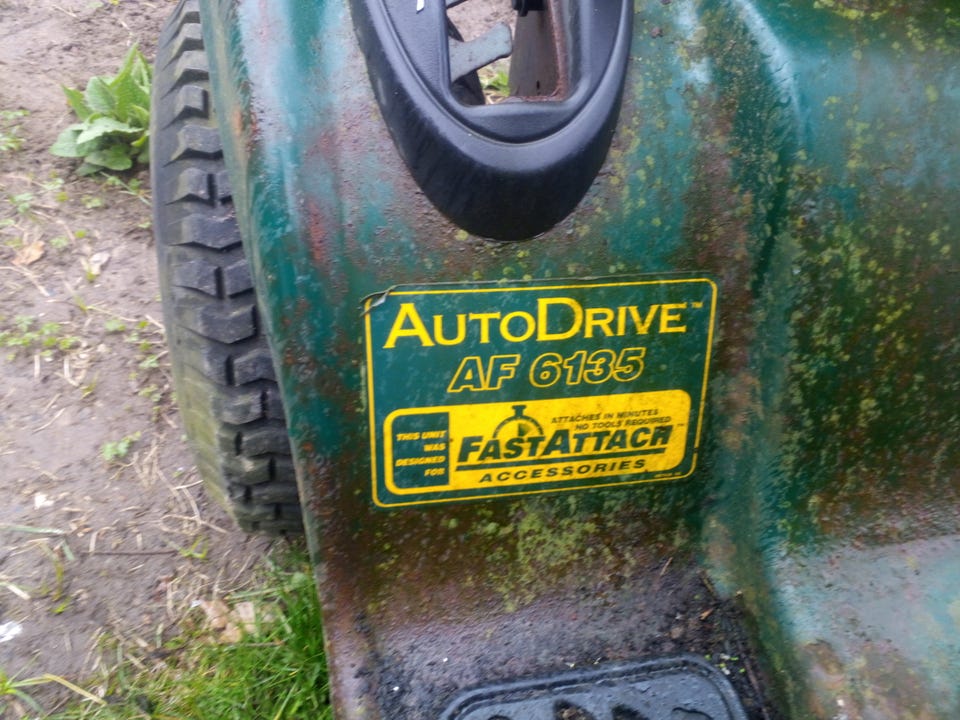 AUTODRIVE™
AF 6135
THIS UNIT
WAS
DESIGNED
FOR
ATTACHES IN MINUTES
NO TOOLS REQUIRED
FASTATTACH™
ACCESSORIES